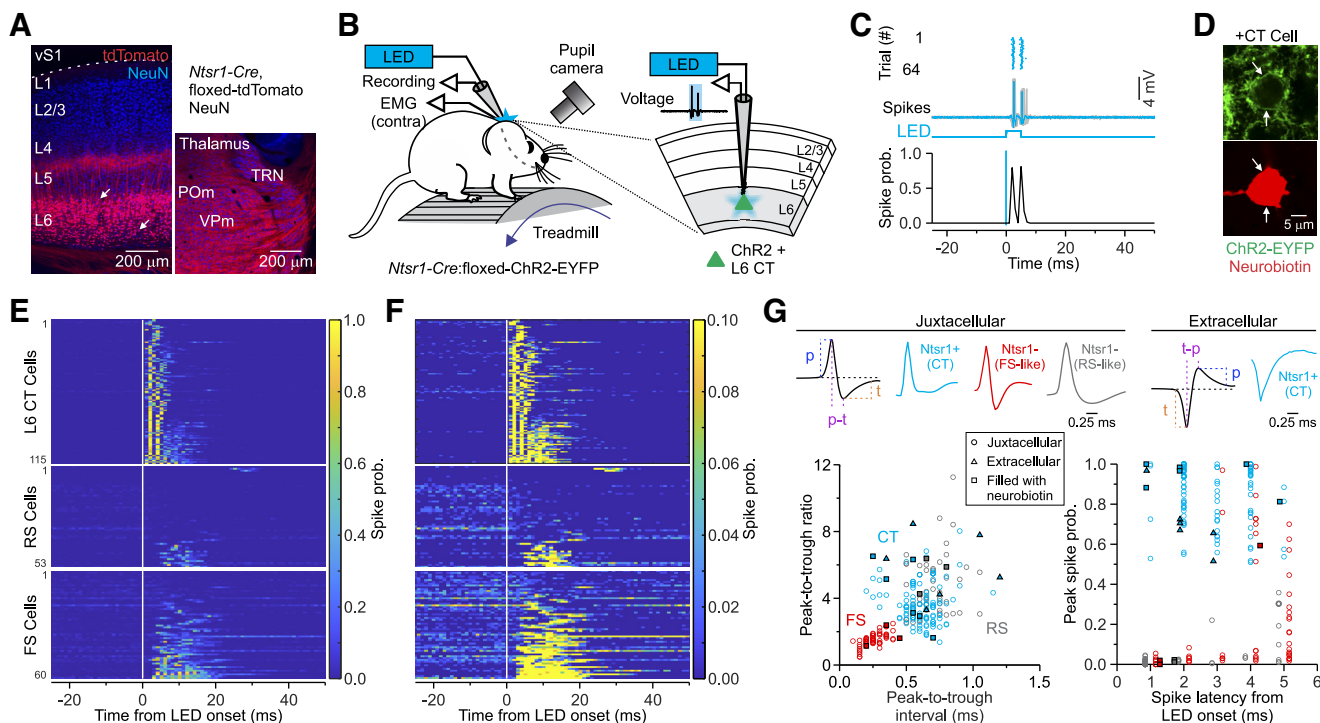 A
vS1
tdTomato
NeuN
L1
L2/3
L4
L5
L6
200 µm
Ntsr1-Cre,
floxed-tdTomato
NeuN
Thalamus
TRN
POm
VPm
200 µm
B
LED
Recording
EMG
(contra)
Pupil
camera
Treadmill
Ntsr1-Cre:floxed-ChR2-EYFP
LED
Voltage
L2/3
L4
L5
L6
ChR2 +
L6 CT
C
Trial (#)
1
64
4 mV
Spikes
LED
Spike prob.
0.8
0.4
0.0
-20 0 20 40
Time (ms)
D
+CT Cell
5 µm
ChR2-EYFP
Neurobiotin
E
L6 CT Cells
1
115
RS Cells
1
53
FS Cells
1
60
-20 0 20 40
Time from LED onset (ms)
1.0
0.8
0.6
0.4
0.2
0.0
Spike prob.
F
-20 0 20 40
Time from LED onset (ms)
0.10
0.08
0.06
0.04
0.02
0.00
Spike prob.
G
Juxtacellular
p
t
p-t
Ntsr1+
(CT)
Ntsr1-
(FS-like)
Ntsr1-
(RS-like)
0.25 ms
Extracellular
t-p
p
t
Ntsr1+
(CT)
0.25 ms
Juxtacellular
Extracellular
Filled with
neurobiotin
Peak-to-trough ratio
12
8
4
0
CT
FS
RS
0.0 0.5 1.0 1.5
Peak-to-trough
interval (ms)
Peak spike prob.
1.0
0.8
0.6
0.4
0.2
0.0
0 1 2 3 4 5 6
Spike latency from
LED onset (ms)